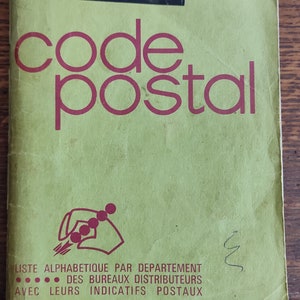 code
postal
LISTE ALPHABETIQUE PAR DEPARTEMENT
••••• DES BUREAUX DISTRIBUTEURS
AVEC LEURS INDICATIFS POSTAUX